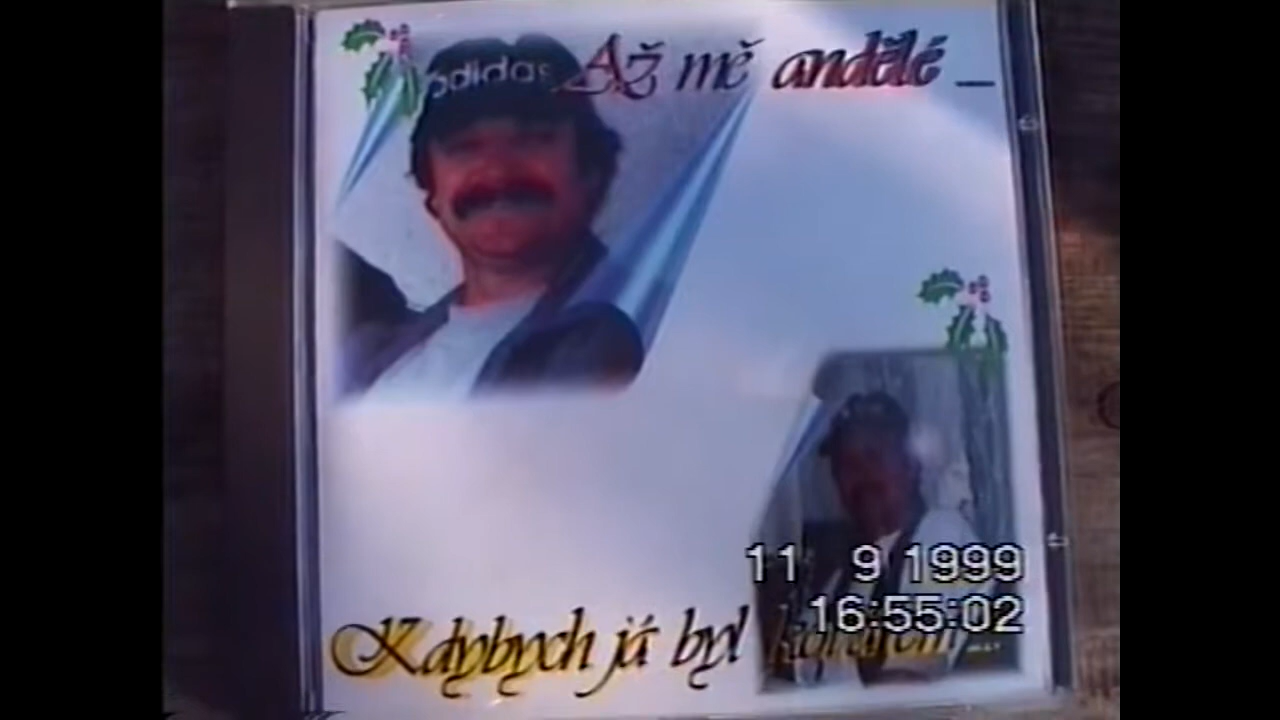 Až mě andělé ...
adidas
11 9 1999
16:55:02
Kdybych já byl